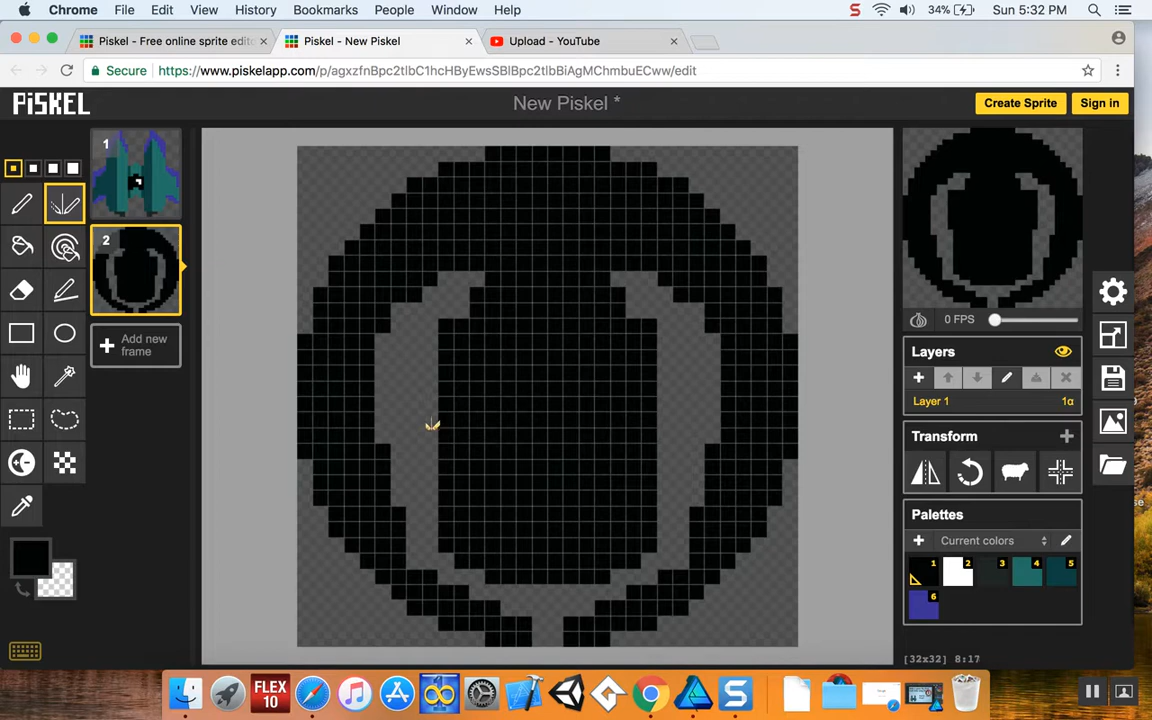 Chrome File Edit View History Bookmarks People Window Help 34% Sun 5:32 PM
Piskel - Free online sprite edito Piskel - New Piskel Upload - YouTube
Secure https://www.piskelapp.com/p/agxzfnBpc2tlbC1hcHByEwsSBlBpc2tlbBiAgMChmbuECww/edit
PiSKEL New Piskel * Create Sprite Sign in
1
2
Add new
frame
0 FPS
Layers
Layer 1 1α
Transform
Palettes
Current colors
1 2 3 4 5
6
[32x32] 8:17
FLEX
10